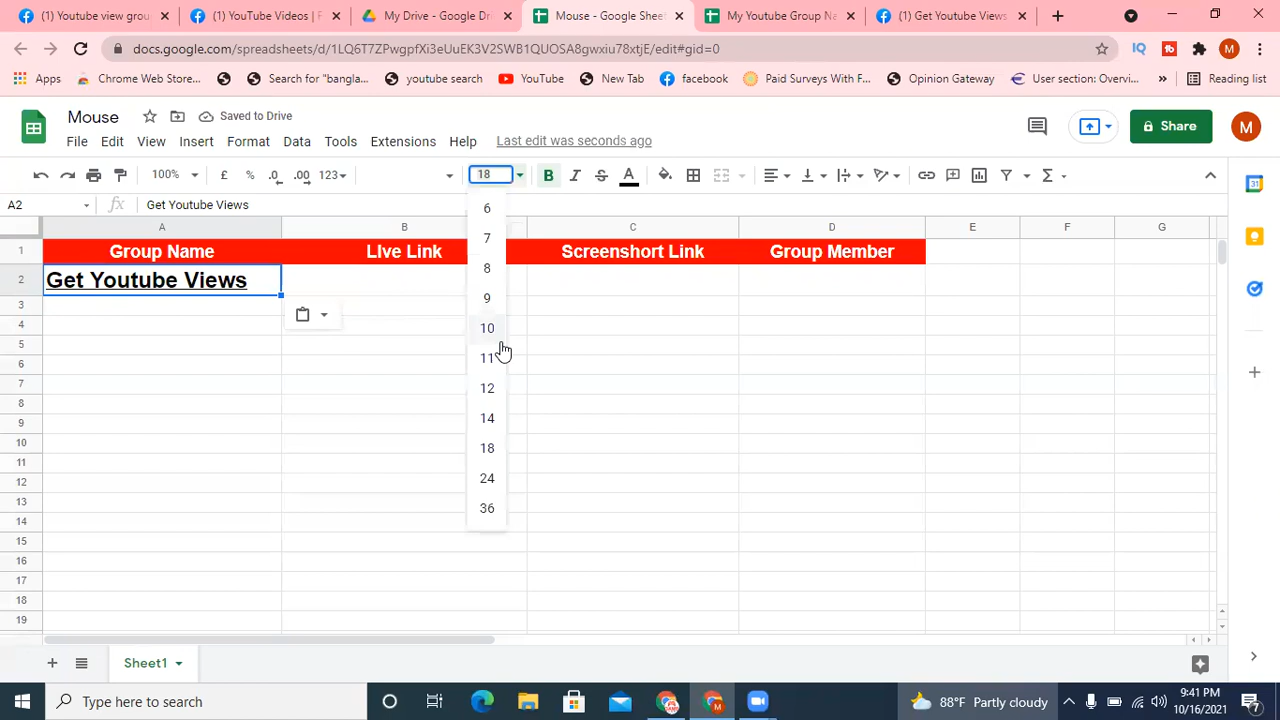 (1) Youtube view grou
(1) YouTube Videos | F
My Drive - Google Dri
Mouse - Google Shee
My Youtube Group Na
(1) Get Youtube Views
docs.google.com/spreadsheets/d/1LQ6T7ZPwgpfXi3eUuEK3V2SWB1QUOSA8gwxiu78xtjE/edit#gid=0
IQ
M
Apps
Chrome Web Store...
Search for "bangla...
youtube search
YouTube
New Tab
facebook
Paid Surveys With F...
Opinion Gateway
User section: Overvi...
»
Reading list
Mouse
Saved to Drive
File
Edit
View
Insert
Format
Data
Tools
Extensions
Help
Last edit was seconds ago
Share
M
100%
£
%
.0
.00
123
18
B
I
S
A
Σ
31
A2
fx
Get Youtube Views
A
B
C
D
E
F
G
1
Group Name
LIve Link
Screenshort Link
Group Member
2
Get Youtube Views
3
4
5
6
7
8
9
10
11
12
13
14
15
16
17
18
19
6
7
8
9
10
11
12
14
18
24
36
Sheet1
Type here to search
88°F Partly cloudy
9:41 PM
10/16/2021
7